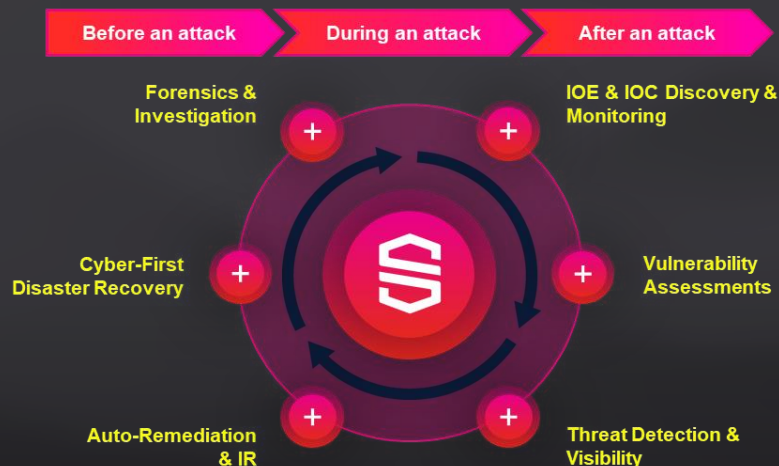 Before an attack
During an attack
After an attack
Forensics &
Investigation
IOE & IOC Discovery &
Monitoring
Cyber-First
Disaster Recovery
Vulnerability
Assessments
Auto-Remediation
& IR
Threat Detection &
Visibility